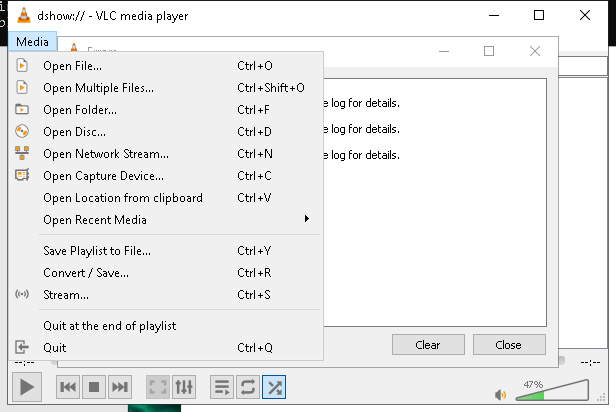 dshow:// - VLC media player
Media
Errors
Open File... Ctrl+O
Open Multiple Files... Ctrl+Shift+O
Open Folder... Ctrl+F
Open Disc... Ctrl+D
Open Network Stream... Ctrl+N
Open Capture Device... Ctrl+C
Open Location from clipboard Ctrl+V
Open Recent Media
Save Playlist to File... Ctrl+Y
Convert / Save... Ctrl+R
Stream... Ctrl+S
Quit at the end of playlist
Quit Ctrl+Q
log for details.
log for details.
log for details.
Clear Close
--:-- --:--
47%